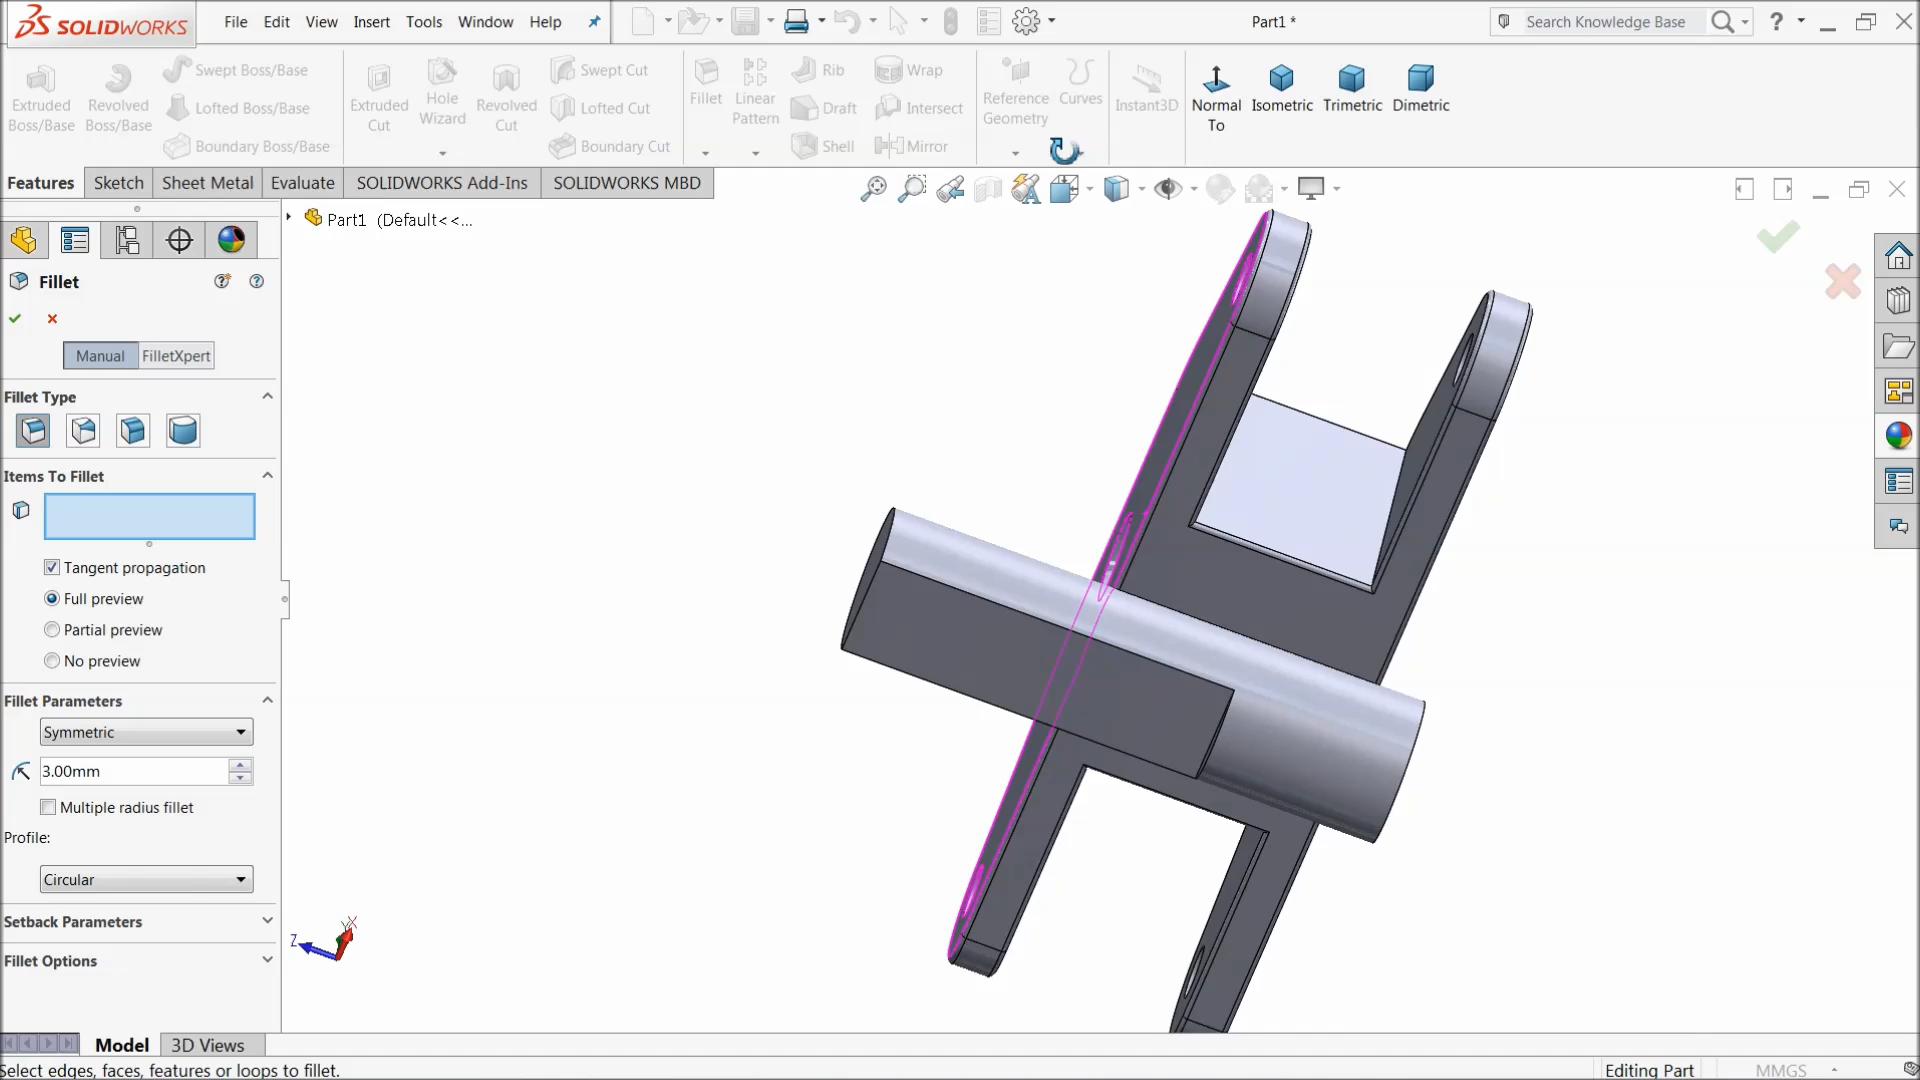 SOLIDWORKS
File Edit View Insert Tools Window Help
Part1 *
Search Knowledge Base
?
Extruded Boss/Base
Revolved Boss/Base
Swept Boss/Base
Lofted Boss/Base
Boundary Boss/Base
Extruded Cut
Hole Wizard
Revolved Cut
Swept Cut
Lofted Cut
Boundary Cut
Fillet
Linear Pattern
Rib
Draft
Shell
Wrap
Intersect
Mirror
Reference Geometry
Curves
Instant3D
Normal To
Isometric
Trimetric
Dimetric
Features Sketch Sheet Metal Evaluate SOLIDWORKS Add-Ins SOLIDWORKS MBD
Part1 (Default<<...
Fillet
Manual FilletXpert
Fillet Type
Items To Fillet
Tangent propagation
Full preview
Partial preview
No preview
Fillet Parameters
Symmetric
3.00mm
Multiple radius fillet
Profile:
Circular
Setback Parameters
Fillet Options
Z
Y X
Model 3D Views
Select edges, faces, features or loops to fillet.
Editing Part
MMGS